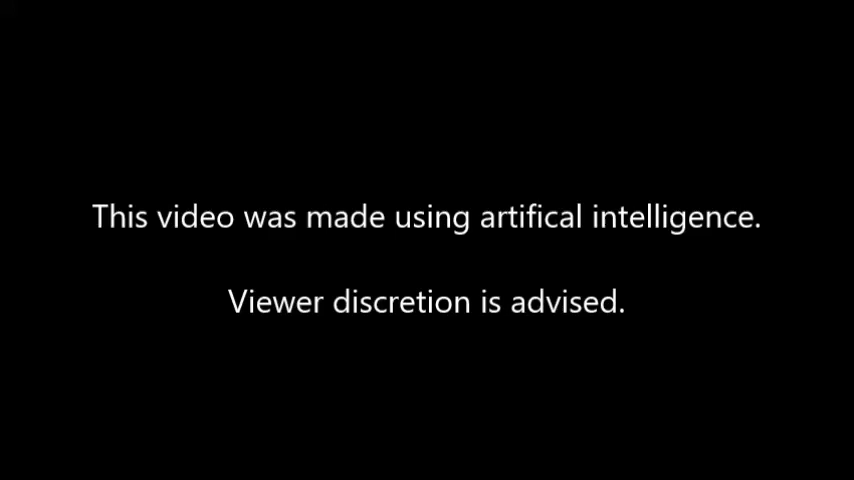 This video was made using artifical intelligence.
Viewer discretion is advised.